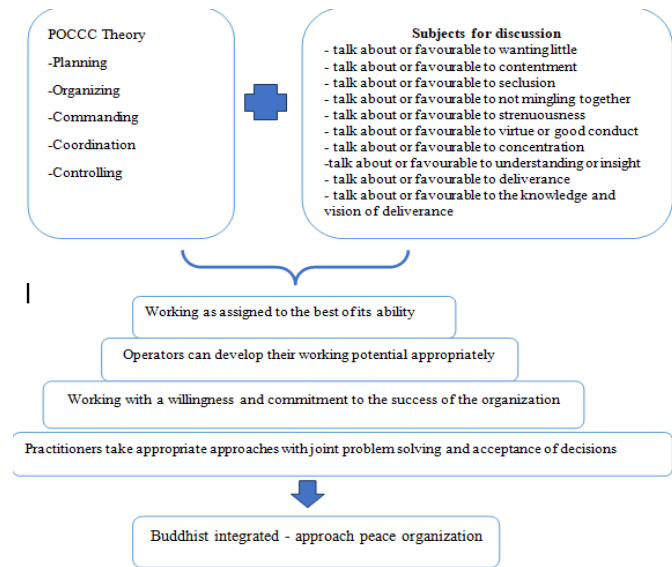 POCCC Theory
-Planning
-Organizing
-Commanding
-Coordination
-Controlling
Subjects for discussion
- talk about or favourable to wanting little
- talk about or favourable to contentment
- talk about or favourable to seclusion
- talk about or favourable to not mingling together
- talk about or favourable to strenuousness
- talk about or favourable to virtue or good conduct
- talk about or favourable to concentration
-talk about or favourable to understanding or insight
- talk about or favourable to deliverance
- talk about or favourable to the knowledge and
vision of deliverance
Working as assigned to the best of its ability
Operators can develop their working potential appropriately
Working with a willingness and commitment to the success of the organization
Practitioners take appropriate approaches with joint problem solving and acceptance of decisions
Buddhist integrated - approach peace organization